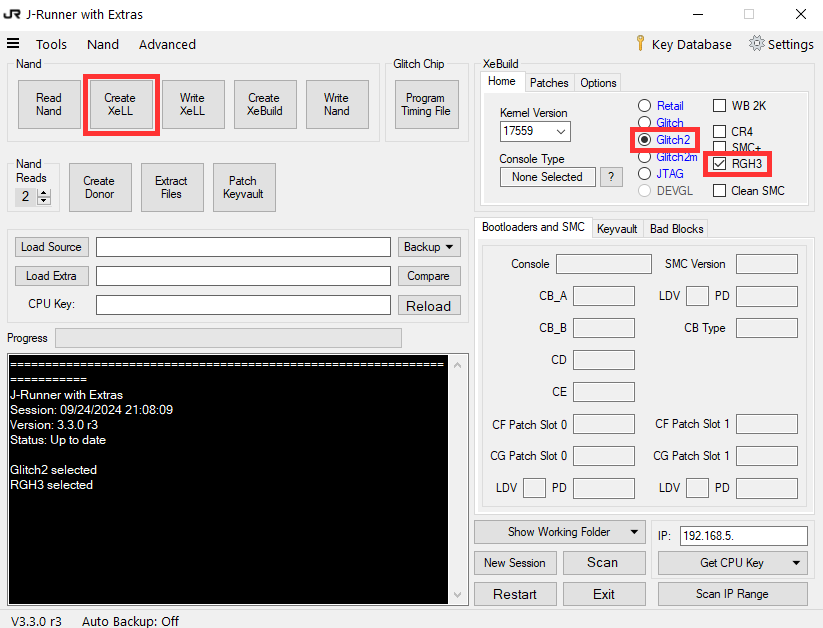 JR J-Runner with Extras
Tools Nand Advanced
Key Database Settings
Nand
Read Nand
Create XeLL
Write XeLL
Create XeBuild
Write Nand
Glitch Chip
Program Timing File
Nand Reads
2
Create Donor
Extract Files
Patch Keyvault
Load Source
Backup
Load Extra
Compare
CPU Key:
Reload
Progress
=========================================================
===========
J-Runner with Extras
Session: 09/24/2024 21:08:09
Version: 3.3.0 r3
Status: Up to date
Glitch2 selected
RGH3 selected
XeBuild
Home Patches Options
Kernel Version
17559
Console Type
None Selected ?
Retail
Glitch
Glitch2
Glitch2m
JTAG
DEVGL
WB 2K
CR4
SMC+
RGH3
Clean SMC
Bootloaders and SMC Keyvault Bad Blocks
Console SMC Version
CB_A LDV PD
CB_B CB Type
CD
CE
CF Patch Slot 0 CF Patch Slot 1
CG Patch Slot 0 CG Patch Slot 1
LDV PD LDV PD
Show Working Folder
IP: 192.168.5.
New Session Scan Get CPU Key
Restart Exit Scan IP Range
V3.3.0 r3 Auto Backup: Off